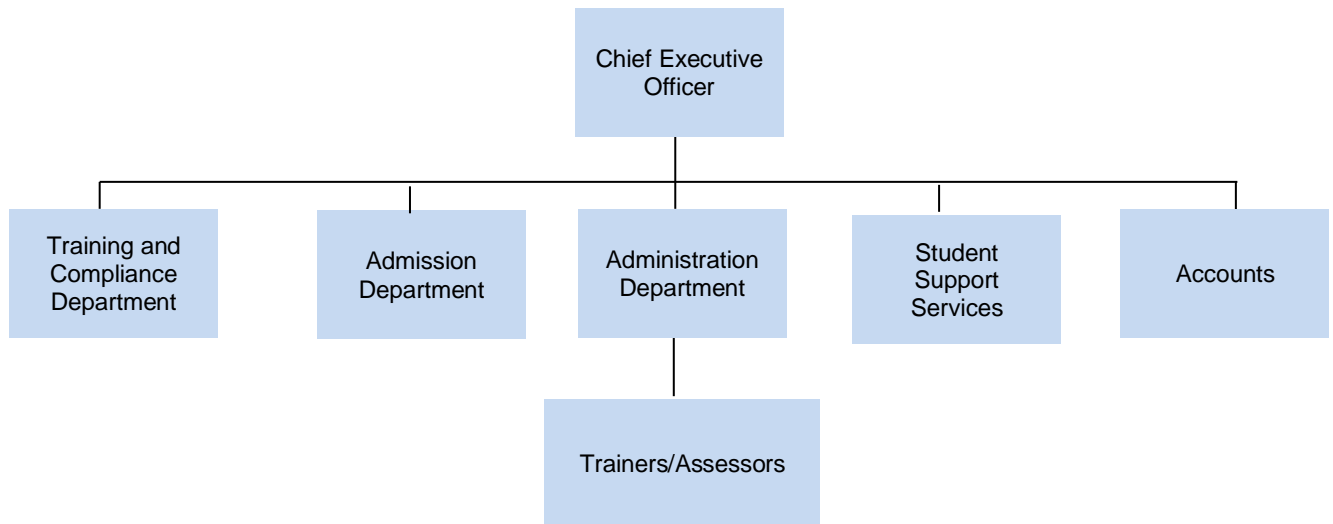 Chief Executive
Officer
Training and
Compliance
Department
Admission
Department
Administration
Department
Student
Support
Services
Accounts
Trainers/Assessors